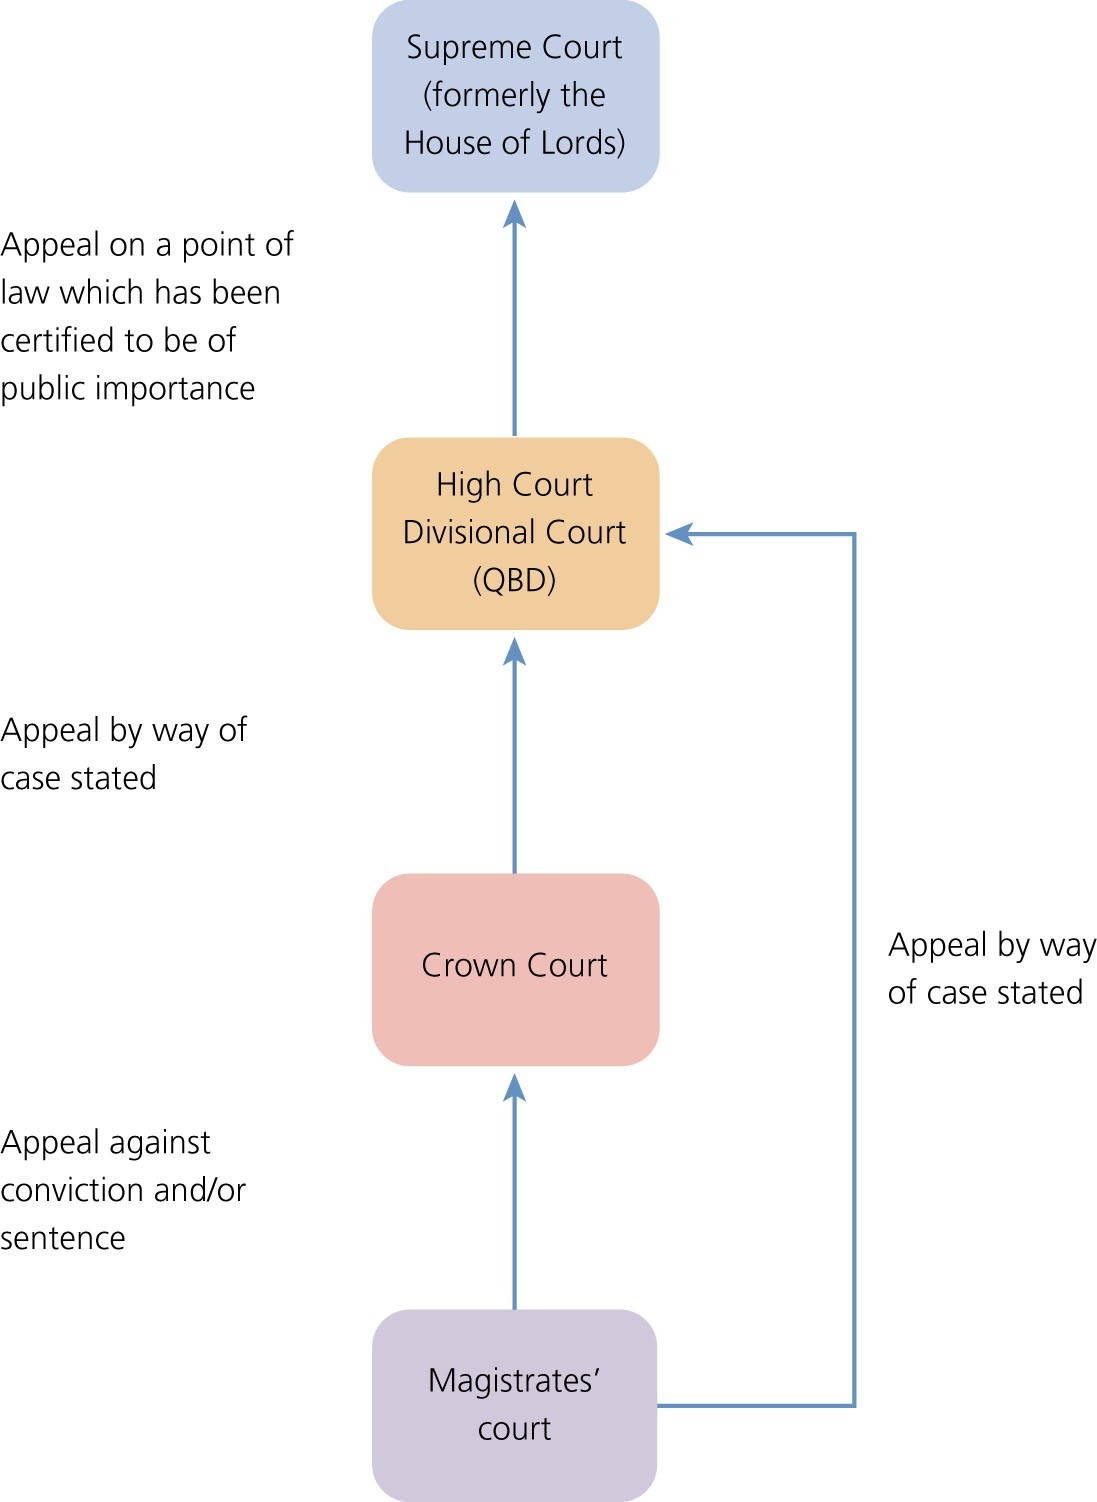 Supreme Court
(formerly the
House of Lords)
Appeal on a point of
law which has been
certified to be of
public importance
High Court
Divisional Court
(QBD)
Appeal by way of
case stated
Crown Court
Appeal by way
of case stated
Appeal against
conviction and/or
sentence
Magistrates’
court